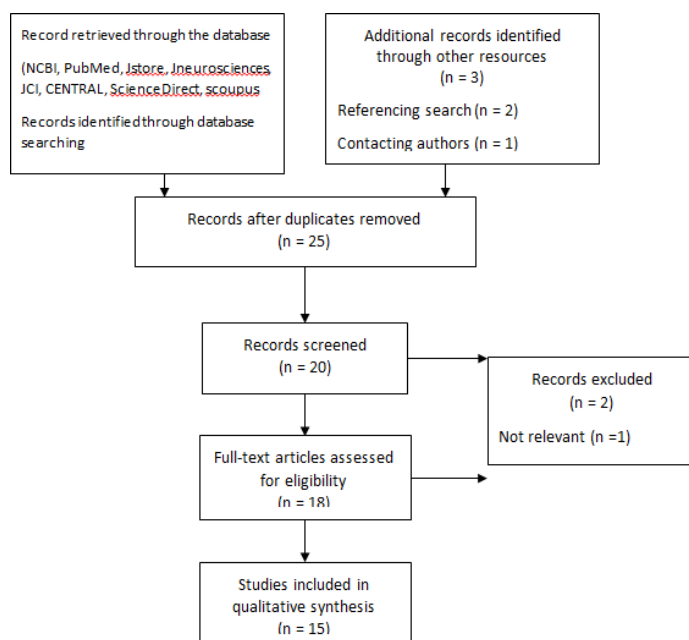 Record retrieved through the database
(NCBI, PubMed, Jstore, Jneurosciences,
JCI, CENTRAL, ScienceDirect, scoupus
Records identified through database
searching
Additional records identified
through other resources
(n = 3)
Referencing search (n = 2)
Contacting authors (n = 1)
Records after duplicates removed
(n = 25)
Records screened
(n = 20)
Records excluded
(n = 2)
Not relevant (n =1)
Full-text articles assessed
for eligibility
(n = 18)
Studies included in
qualitative synthesis
(n = 15)